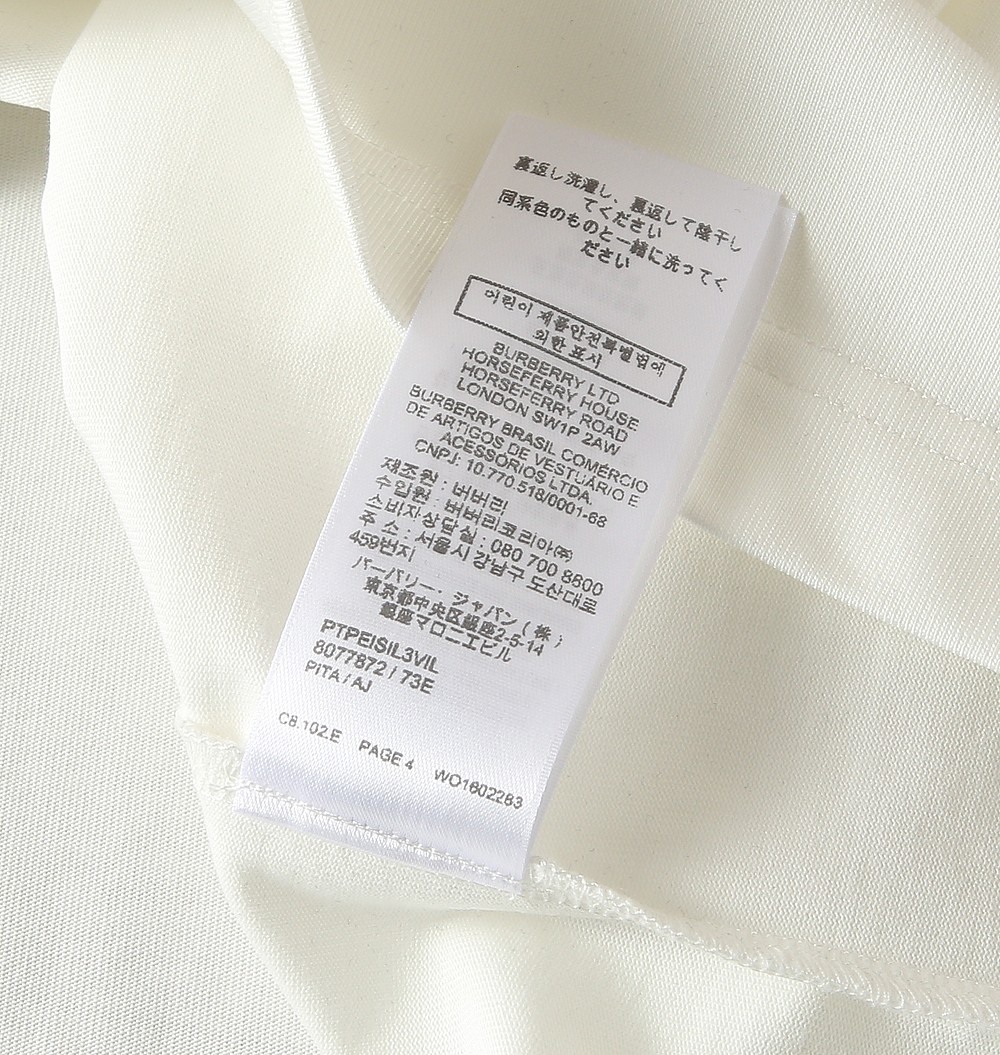 裏返し洗濯し、裏返して陰干し
てください
同系色のものと一緒に洗ってく
ださい
어린이 제품안전특별법에
의한 표시
BURBERRY LTD
HORSEFERRY HOUSE
HORSEFERRY ROAD
LONDON SW1P 2AW
BURBERRY BRASIL COMÉRCIO
DE ARTIGOS DE VESTUÁRIO E
ACESSÓRIOS LTDA.
CNPJ: 10.770.518/0001-68
제조원 : 버버리
수입원 : 버버리코리아㈜
소비자상담실 : 080 700 8800
주 소 : 서울시 강남구 도산대로
459번지
バーバリー・ジャパン(株)
東京都中央区銀座2-5-14
銀座マロニエビル
PTPEISIL3VIL
8077872 / 73E
PITA / AJ
C8.102.E PAGE 4 WO1602283